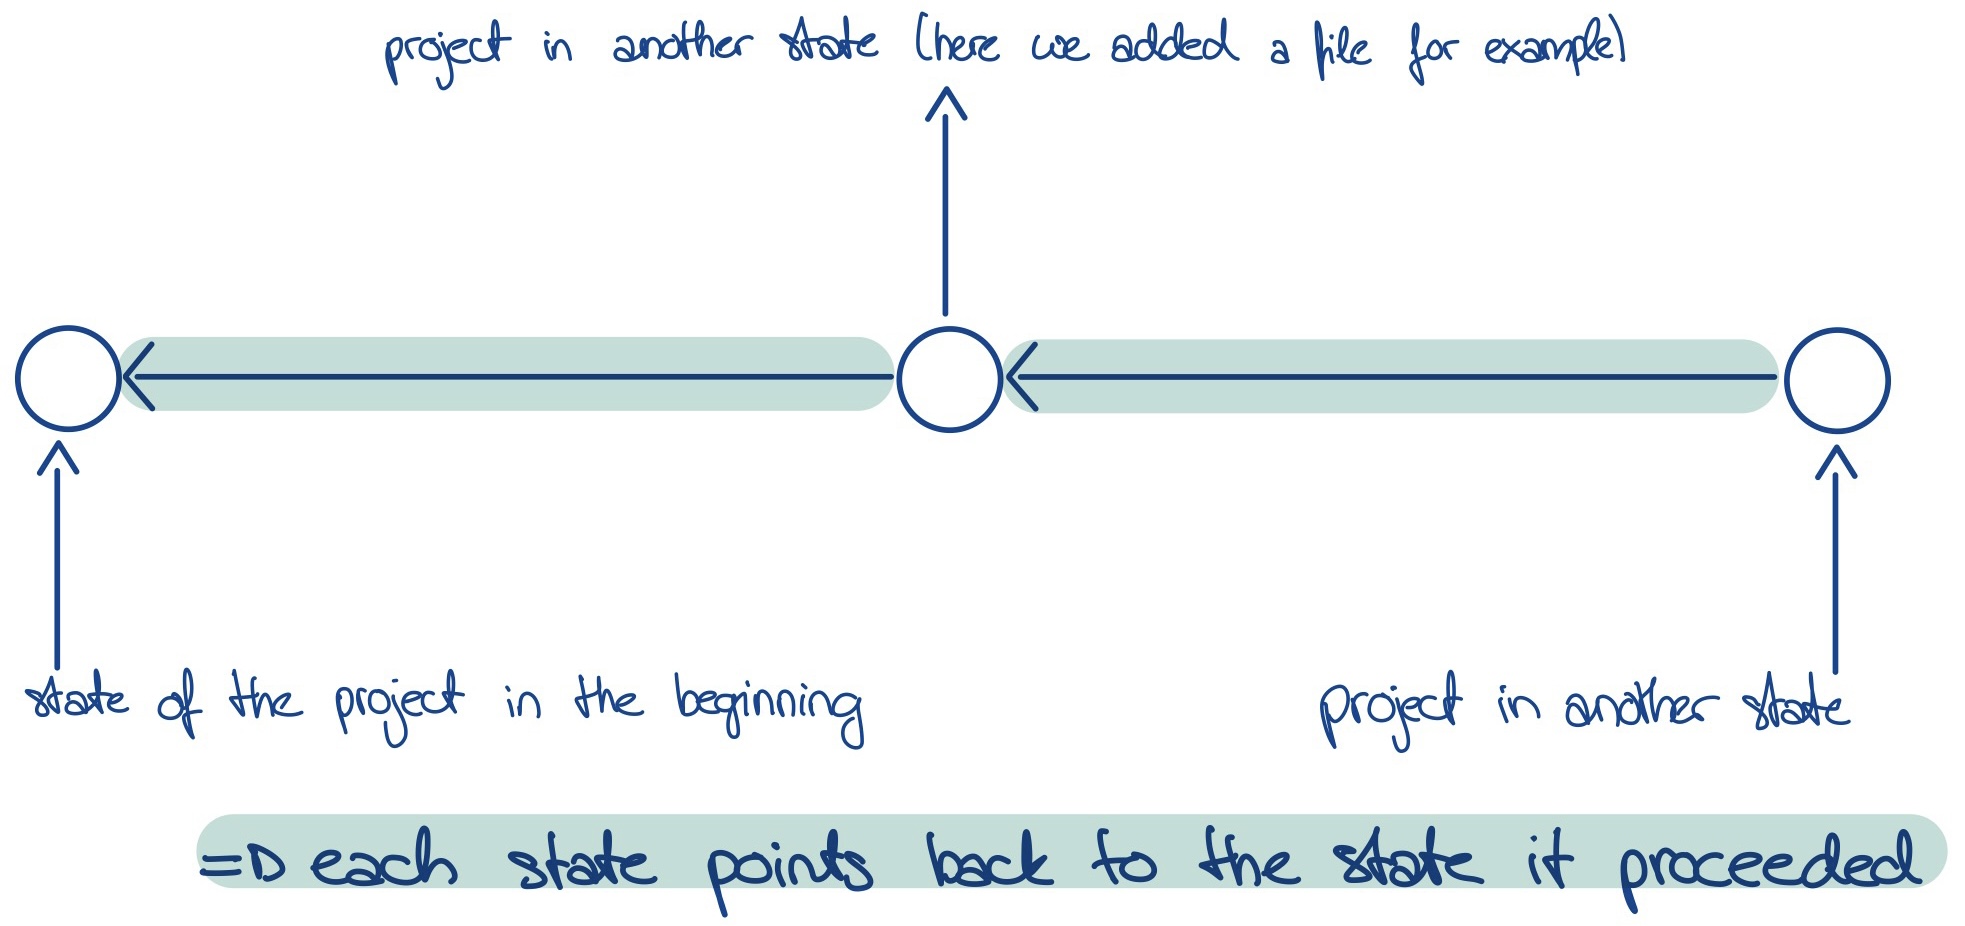 project in another state (here we added a file for example)
state of the project in the beginning
project in another state
=> each state points back to the state it proceeded